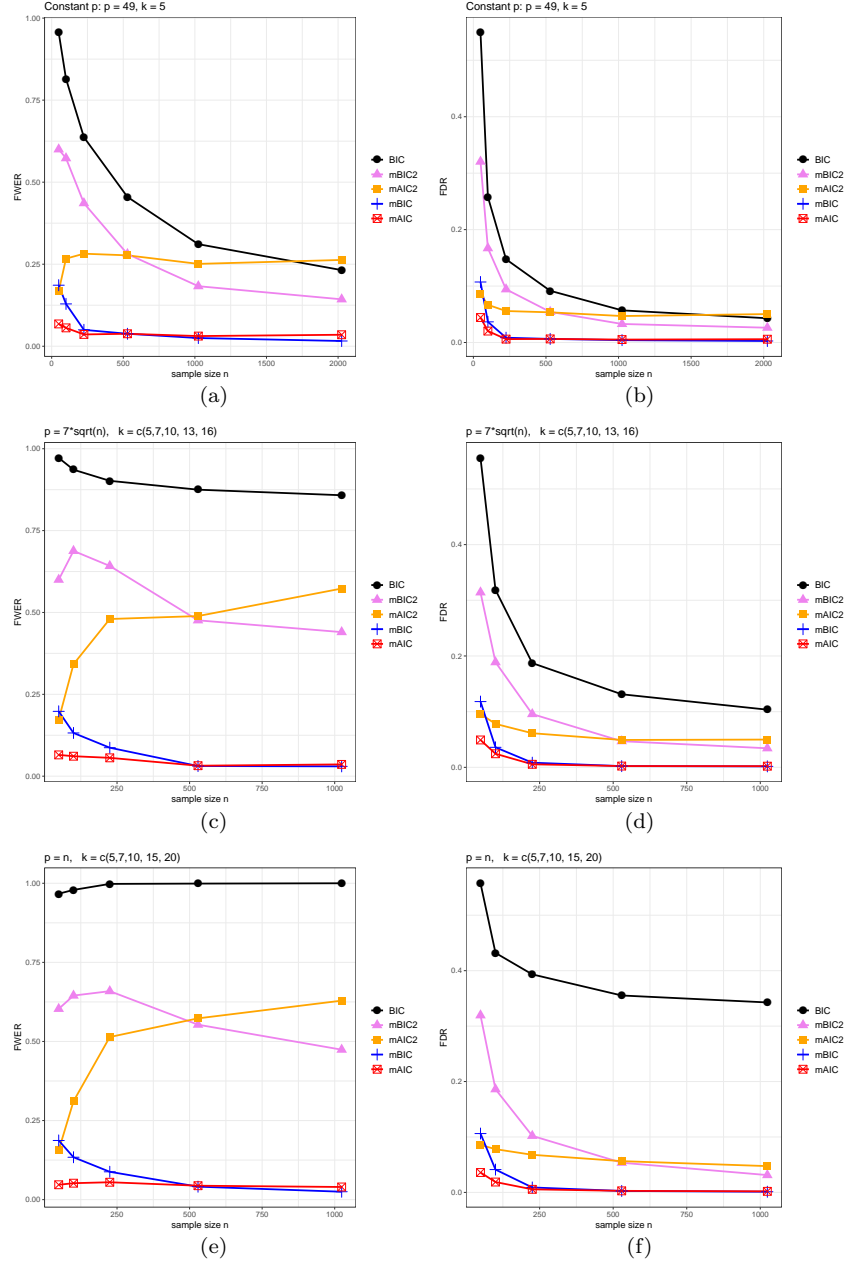 Constant p: p = 49, k = 5
1.00
0.75
0.50
0.25
0.00
FWER
0
500
1000
1500
2000
sample size n
BIC
mBIC2
mAIC2
mBIC
mAIC
(a)
Constant p: p = 49, k = 5
0.4
0.2
0.0
FDR
0
500
1000
1500
2000
sample size n
BIC
mBIC2
mAIC2
mBIC
mAIC
(b)
p = 7*sqrt(n), k = c(5,7,10, 13, 16)
1.00
0.75
0.50
0.25
0.00
FWER
250
500
750
1000
sample size n
BIC
mBIC2
mAIC2
mBIC
mAIC
(c)
p = 7*sqrt(n), k = c(5,7,10, 13, 16)
0.4
0.2
0.0
FDR
250
500
750
1000
sample size n
BIC
mBIC2
mAIC2
mBIC
mAIC
(d)
p = n, k = c(5,7,10, 15, 20)
1.00
0.75
0.50
0.25
0.00
FWER
250
500
750
1000
sample size n
BIC
mBIC2
mAIC2
mBIC
mAIC
(e)
p = n, k = c(5,7,10, 15, 20)
0.4
0.2
0.0
FDR
250
500
750
1000
sample size n
BIC
mBIC2
mAIC2
mBIC
mAIC
(f)